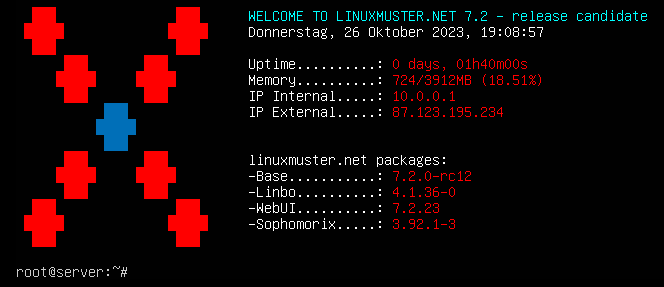 WELCOME TO LINUXMUSTER.NET 7.2 - release candidate
Donnerstag, 26 Oktober 2023, 19:08:57
Uptime..........: 0 days, 01h40m00s
Memory..........: 724/3912MB (18.51%)
IP Internal.....: 10.0.0.1
IP External.....: 87.123.195.234
linuxmuster.net packages:
-Base...........: 7.2.0-rc12
-Linbo..........: 4.1.36-0
-WebUI..........: 7.2.23
-Sophomorix.....: 3.92.1-3
root@server:~#